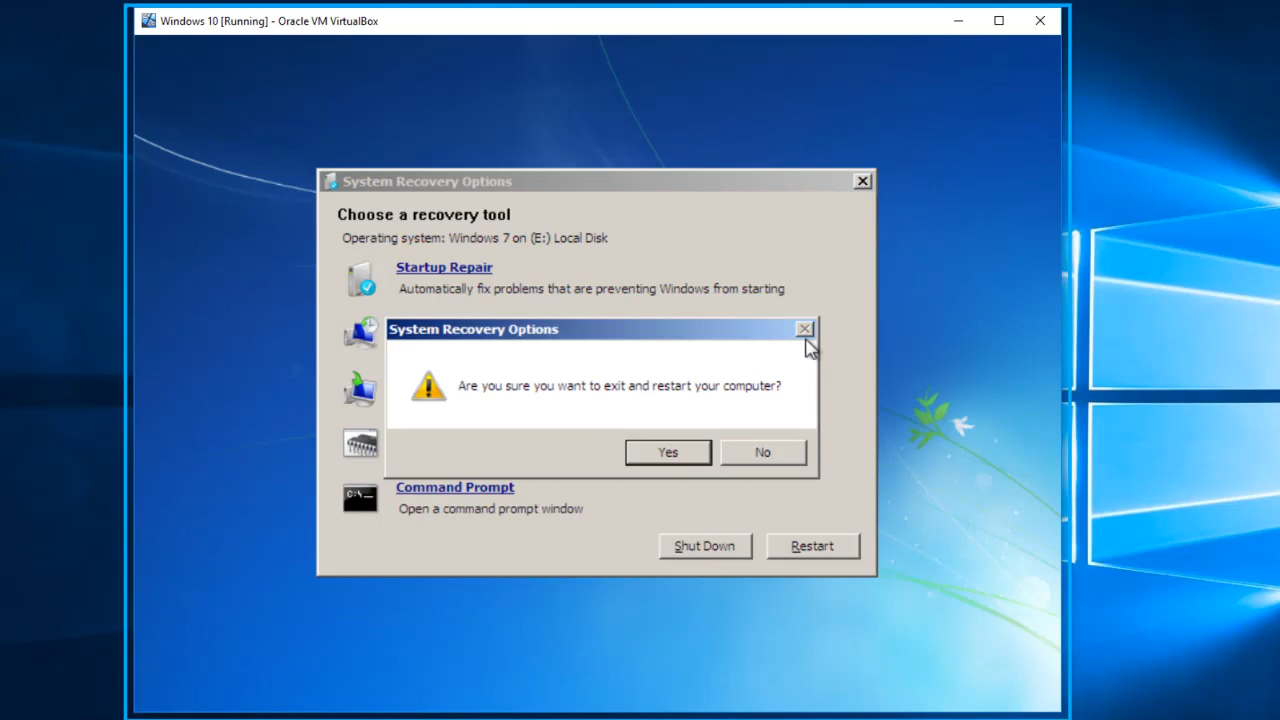 Windows 10 [Running] - Oracle VM VirtualBox
System Recovery Options
Choose a recovery tool
Operating system: Windows 7 on (E:) Local Disk
Startup Repair
Automatically fix problems that are preventing Windows from starting
System Recovery Options
Are you sure you want to exit and restart your computer?
Yes No
C:\_
Command Prompt
Open a command prompt window
Shut Down Restart